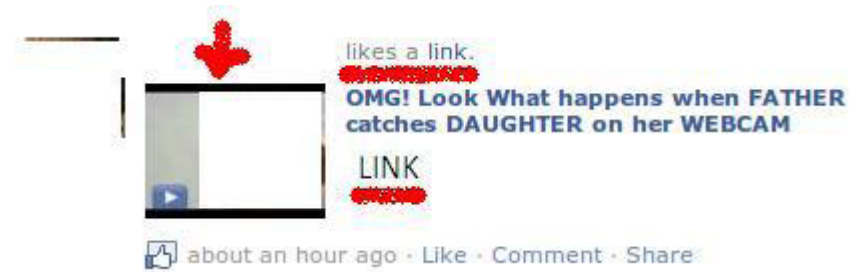 likes a link.
OMG! Look What happens when FATHER
catches DAUGHTER on her WEBCAM
LINK
about an hour ago · Like · Comment · Share